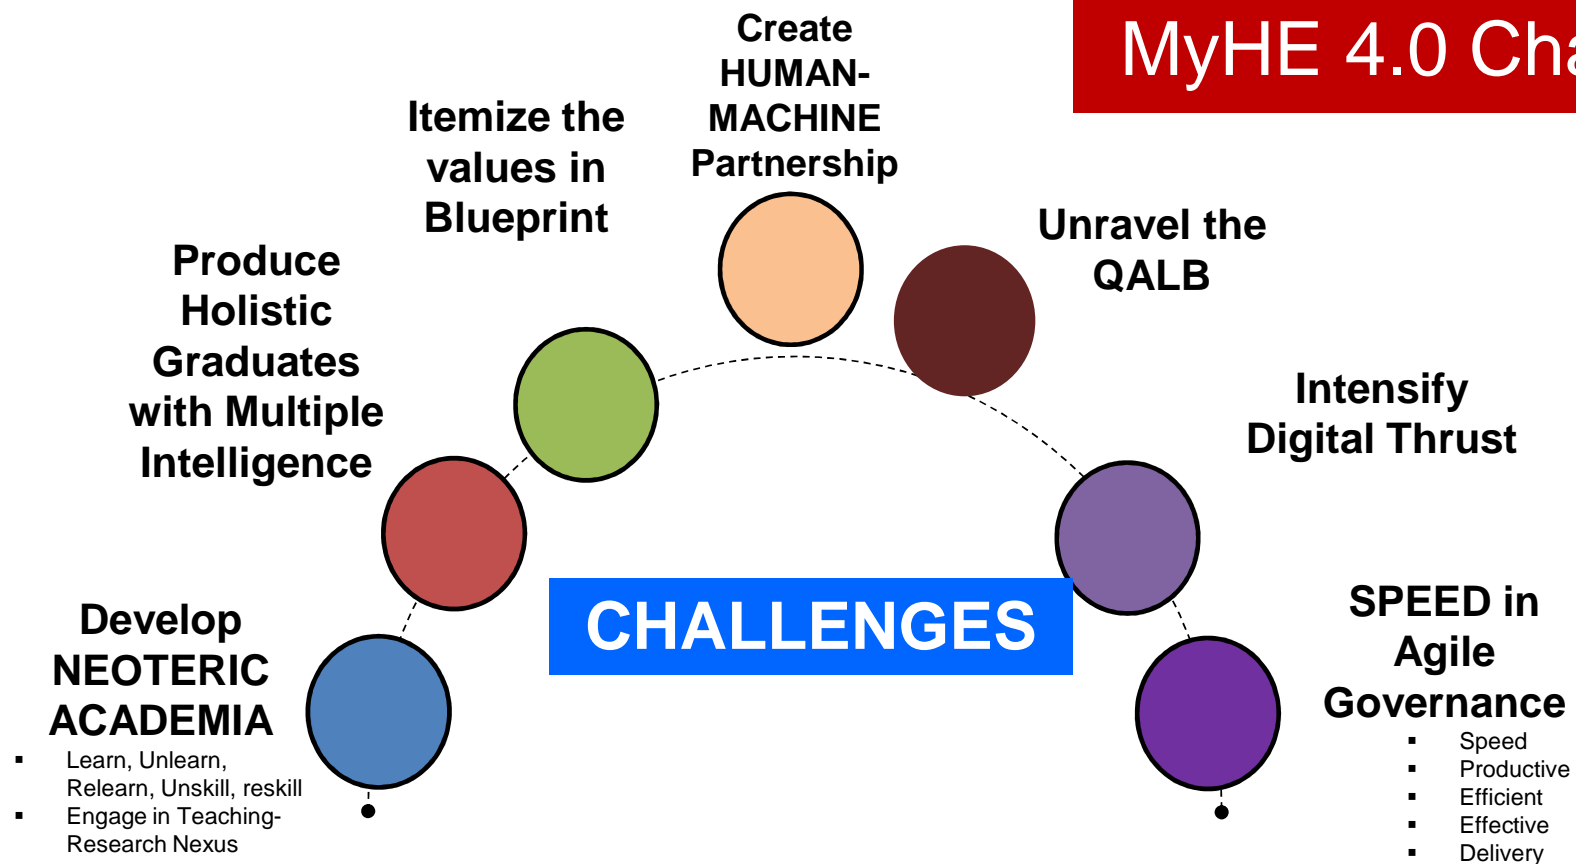 MyHE 4.0 Cha
Create
HUMAN-
MACHINE
Partnership
Itemize the
values in
Blueprint
Unravel the
QALB
Produce
Holistic
Graduates
with Multiple
Intelligence
Intensify
Digital Thrust
CHALLENGES
Develop
NEOTERIC
ACADEMIA
▪ Learn, Unlearn,
Relearn, Unskill, reskill
▪ Engage in Teaching-
Research Nexus
SPEED in
Agile
Governance
▪ Speed
▪ Productive
▪ Efficient
▪ Effective
▪ Delivery